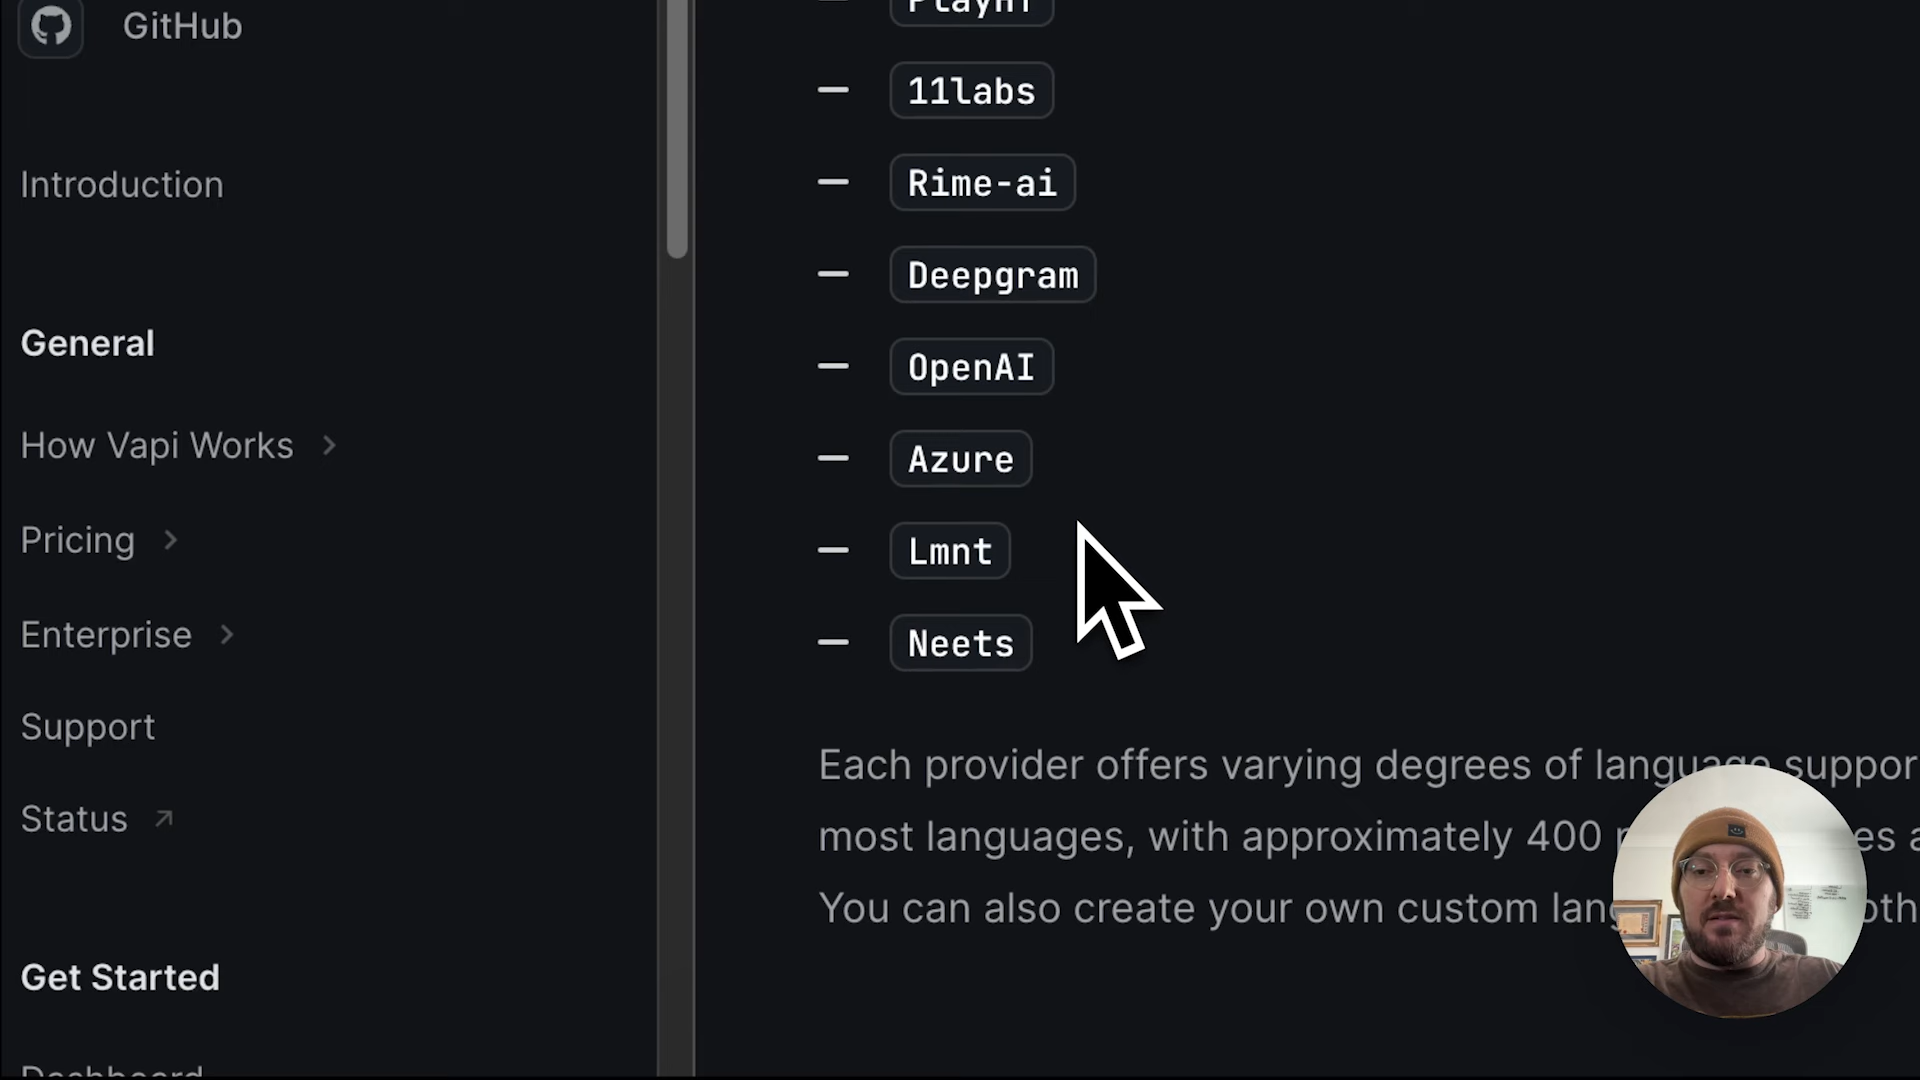 GitHub
Introduction
General
How Vapi Works
Pricing
Enterprise
Support
Status
Get Started
Dashboard
PlayHT
11labs
Rime-ai
Deepgram
OpenAI
Azure
Lmnt
Neets
Each provider offers varying degrees of language
most languages, with approximately 400
You can also create your own custom